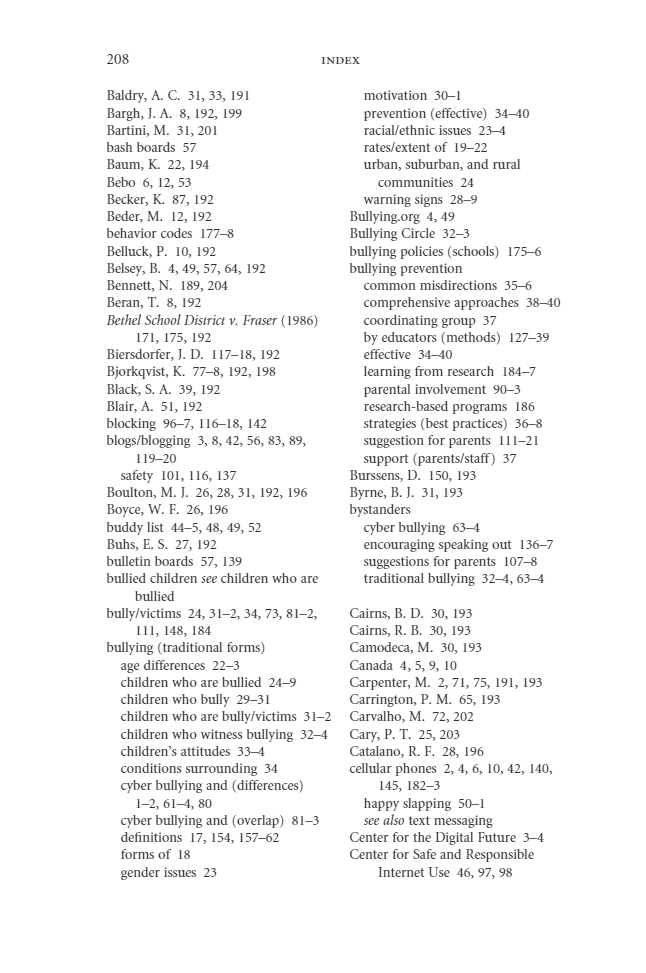 208
INDEX
Baldry, A. C. 31, 33, 191
Bargh, J. A. 8, 192, 199
Bartini, M. 31, 201
bash boards 57
Baum, K. 22, 194
Bebo 6, 12, 53
Becker, K. 87, 192
Beder, M. 12, 192
behavior codes 177–8
Belluck, P. 10, 192
Belsey, B. 4, 49, 57, 64, 192
Bennett, N. 189, 204
Beran, T. 8, 192
Bethel School District v. Fraser (1986)
171, 175, 192
Biersdorfer, J. D. 117–18, 192
Bjorkqvist, K. 77–8, 192, 198
Black, S. A. 39, 192
Blair, A. 51, 192
blocking 96–7, 116–18, 142
blogs/blogging 3, 8, 42, 56, 83, 89,
119–20
safety 101, 116, 137
Boulton, M. J. 26, 28, 31, 192, 196
Boyce, W. F. 26, 196
buddy list 44–5, 48, 49, 52
Buhs, E. S. 27, 192
bulletin boards 57, 139
bullied children see children who are
bullied
bully/victims 24, 31–2, 34, 73, 81–2,
111, 148, 184
bullying (traditional forms)
age differences 22–3
children who are bullied 24–9
children who bully 29–31
children who are bully/victims 31–2
children who witness bullying 32–4
children's attitudes 33–4
conditions surrounding 34
cyber bullying and (differences)
1–2, 61–4, 80
cyber bullying and (overlap) 81–3
definitions 17, 154, 157–62
forms of 18
gender issues 23
motivation 30–1
prevention (effective) 34–40
racial/ethnic issues 23–4
rates/extent of 19–22
urban, suburban, and rural
communities 24
warning signs 28–9
Bullying.org 4, 49
Bullying Circle 32–3
bullying policies (schools) 175–6
bullying prevention
common misdirections 35–6
comprehensive approaches 38–40
coordinating group 37
by educators (methods) 127–39
effective 34–40
learning from research 184–7
parental involvement 90–3
research-based programs 186
strategies (best practices) 36–8
suggestion for parents 111–21
support (parents/staff) 37
Burssens, D. 150, 193
Byrne, B. J. 31, 193
bystanders
cyber bullying 63–4
encouraging speaking out 136–7
suggestions for parents 107–8
traditional bullying 32–4, 63–4
Cairns, B. D. 30, 193
Cairns, R. B. 30, 193
Camodeca, M. 30, 193
Canada 4, 5, 9, 10
Carpenter, M. 2, 71, 75, 191, 193
Carrington, P. M. 65, 193
Carvalho, M. 72, 202
Cary, P. T. 25, 203
Catalano, R. F. 28, 196
cellular phones 2, 4, 6, 10, 42, 140,
145, 182–3
happy slapping 50–1
see also text messaging
Center for the Digital Future 3–4
Center for Safe and Responsible
Internet Use 46, 97, 98